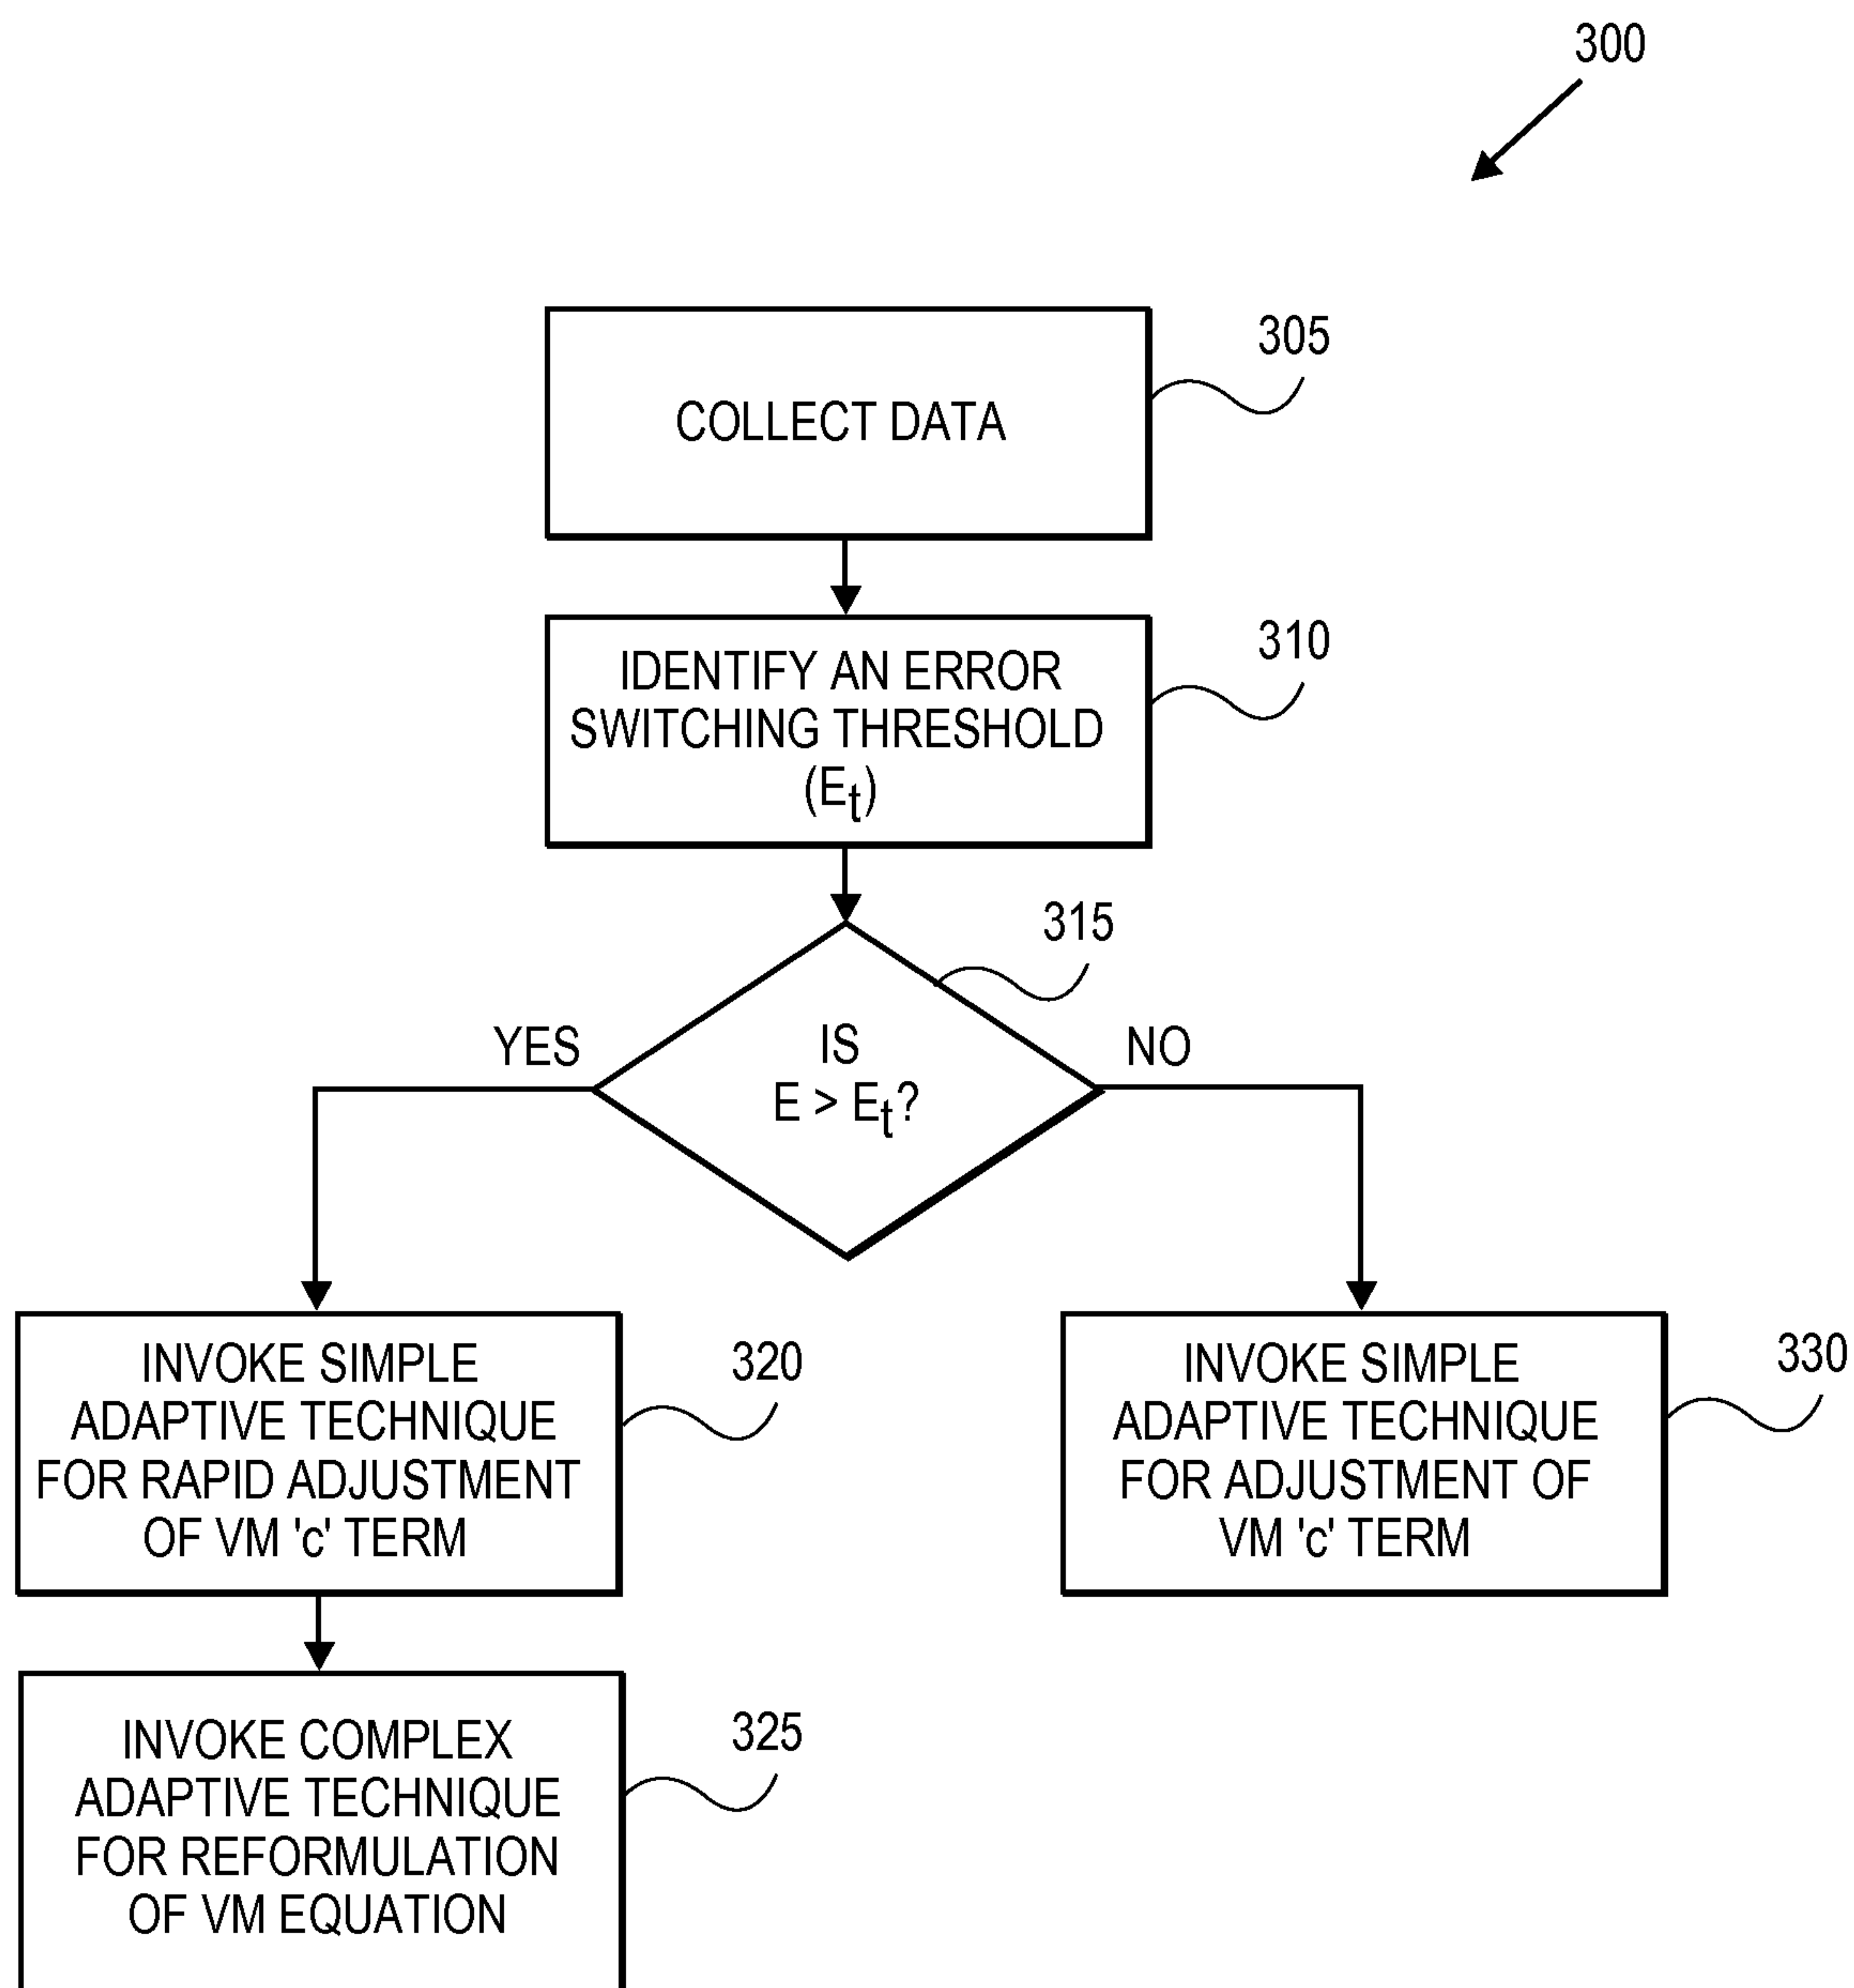 300
COLLECT DATA
305
IDENTIFY AN ERROR
SWITCHING THRESHOLD
(Et)
310
315
YES
IS
E > Et?
NO
INVOKE SIMPLE
ADAPTIVE TECHNIQUE
FOR RAPID ADJUSTMENT
OF VM 'c' TERM
320
INVOKE SIMPLE
ADAPTIVE TECHNIQUE
FOR ADJUSTMENT OF
VM 'c' TERM
330
INVOKE COMPLEX
ADAPTIVE TECHNIQUE
FOR REFORMULATION
OF VM EQUATION
325